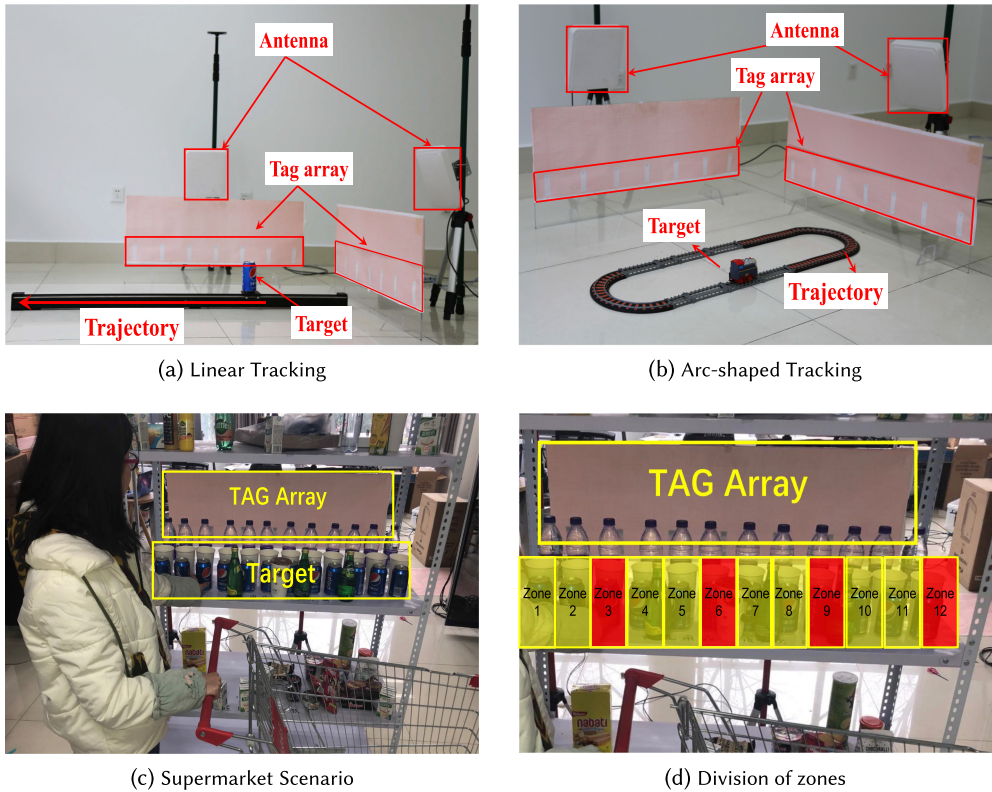 Antenna
Tag array
Trajectory
Target
(a) Linear Tracking
Antenna
Tag array
Target
Trajectory
(b) Arc-shaped Tracking
TAG Array
Target
(c) Supermarket Scenario
TAG Array
Zone 1
Zone 2
Zone 3
Zone 4
Zone 5
Zone 6
Zone 7
Zone 8
Zone 9
Zone 10
Zone 11
Zone 12
nabati
(d) Division of zones